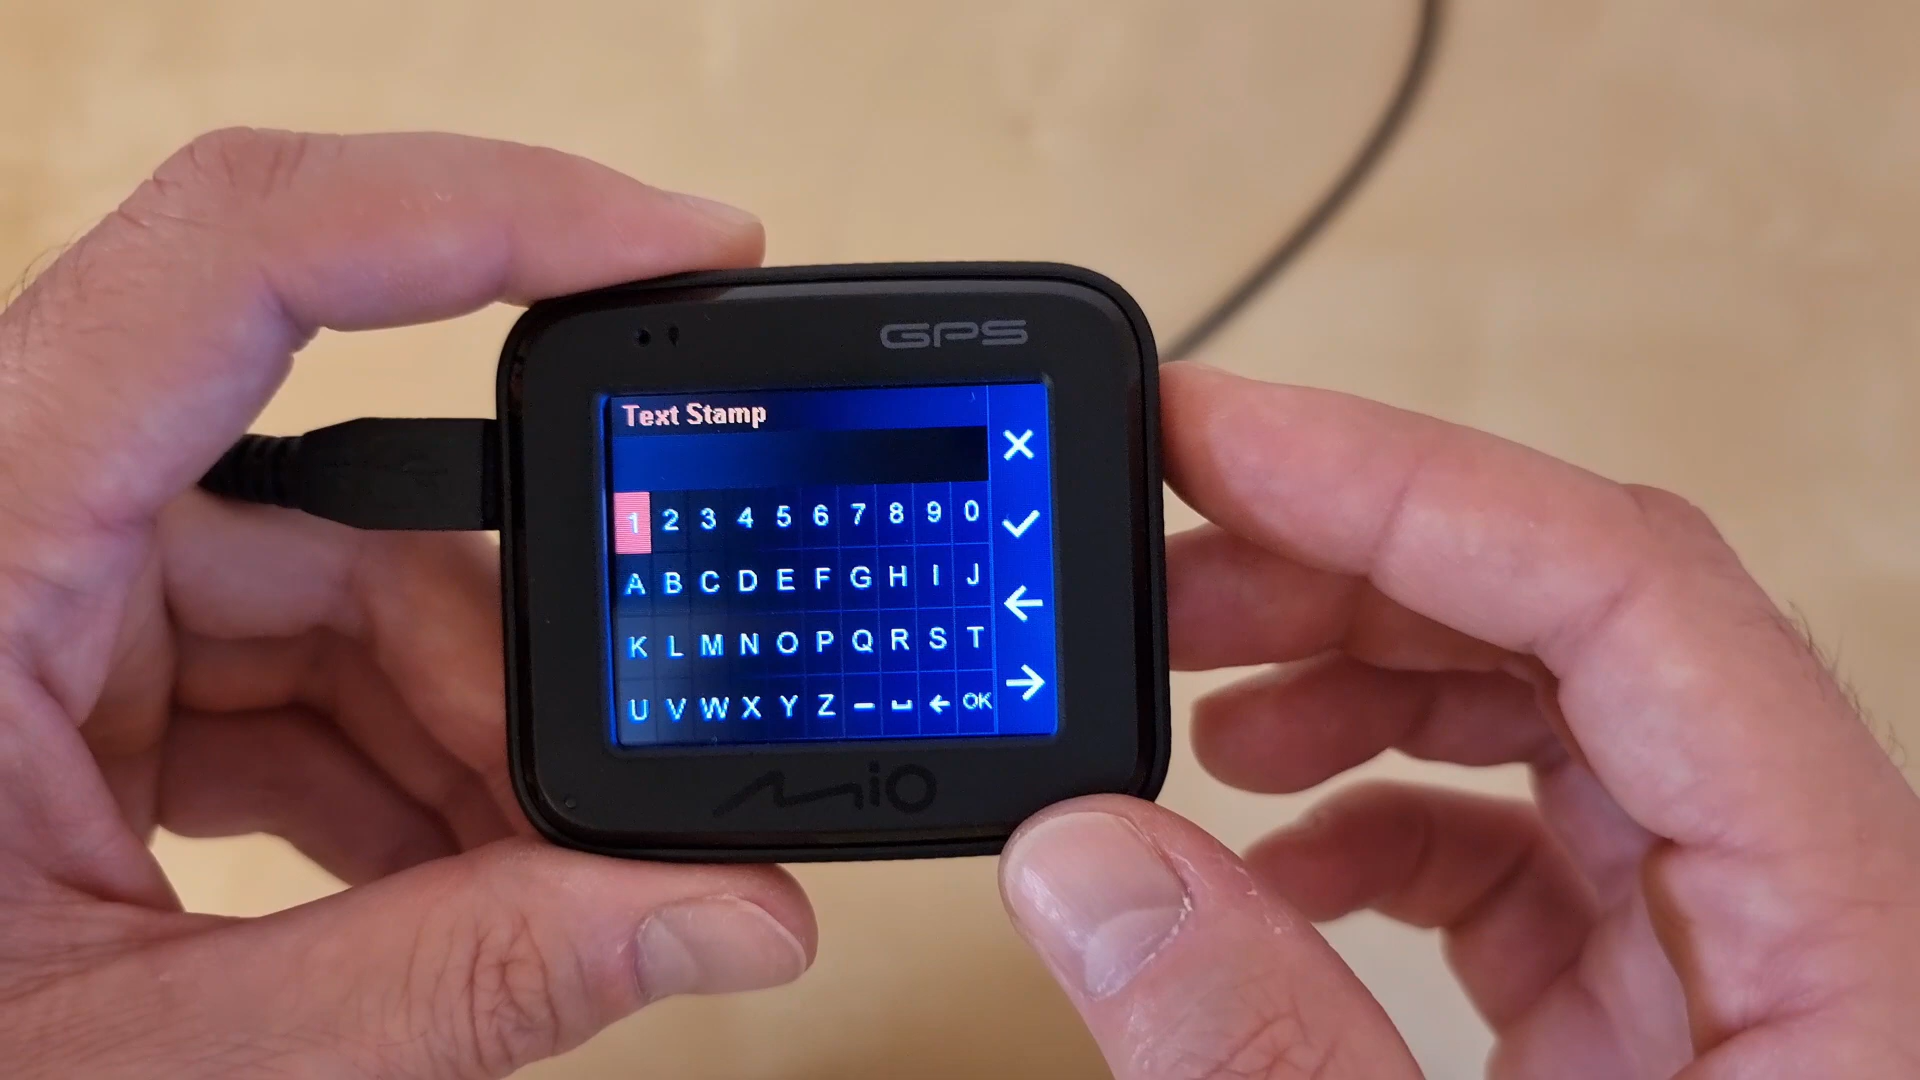 GPS
Text Stamp
1 2 3 4 5 6 7 8 9 0
A B C D E F G H I J
K L M N O P Q R S T
U V W X Y Z - ␣ ← OK
Mio